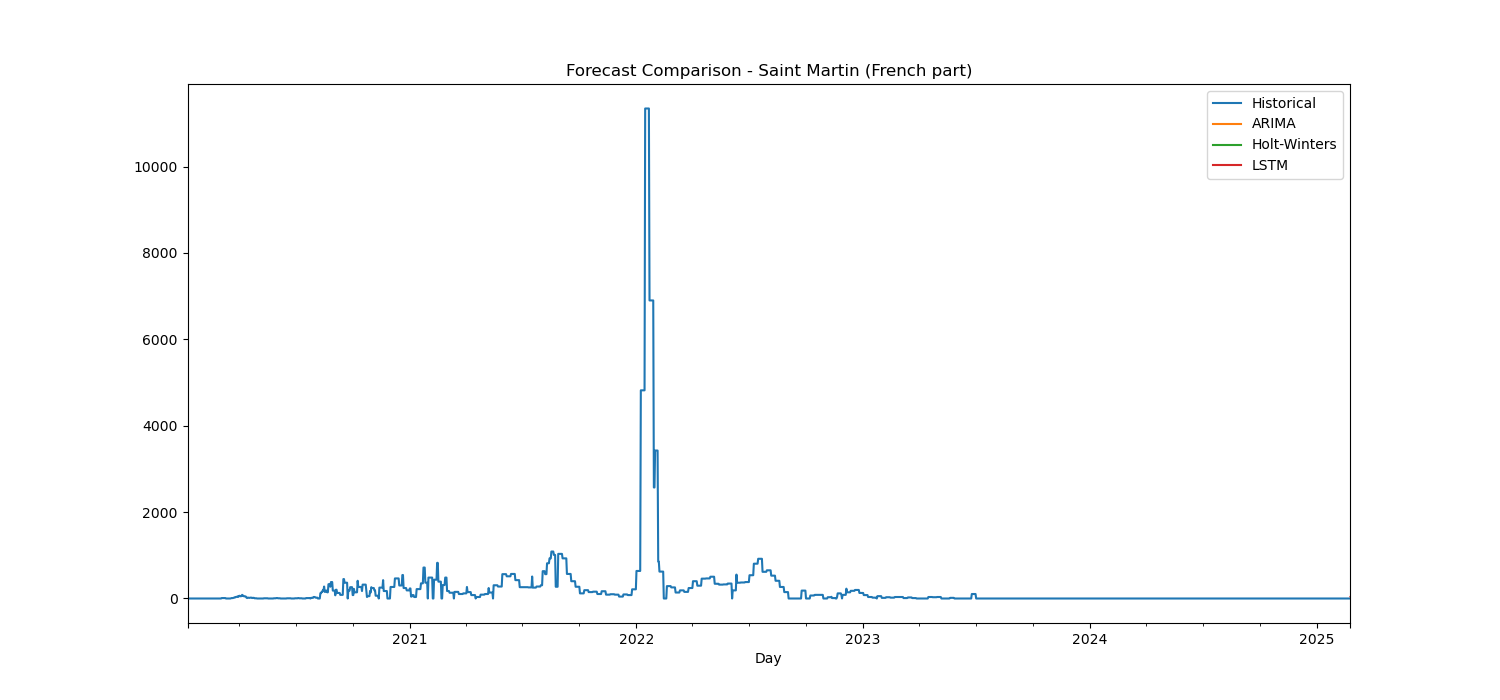 Forecast Comparison - Saint Martin (French part)
Historical
ARIMA
Holt-Winters
LSTM
10000
8000
6000
4000
2000
0
2021
2022
2023
2024
2025
Day